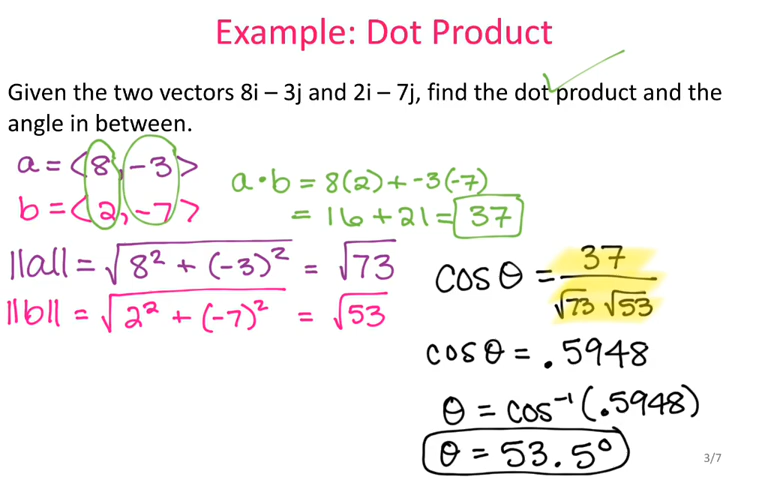 Example: Dot Product
Given the two vectors 8i – 3j and 2i – 7j, find the dot product and the
angle in between.
a = <8, -3>
b = <2, -7>
a • b = 8(2) + -3(-7)
= 16 + 21 = 37
||a|| = √8² + (-3)² = √73
||b|| = √2² + (-7)² = √53
cos θ = 37 / √73 √53
cos θ = .5948
θ = cos⁻¹(.5948)
θ = 53.5°
3/7